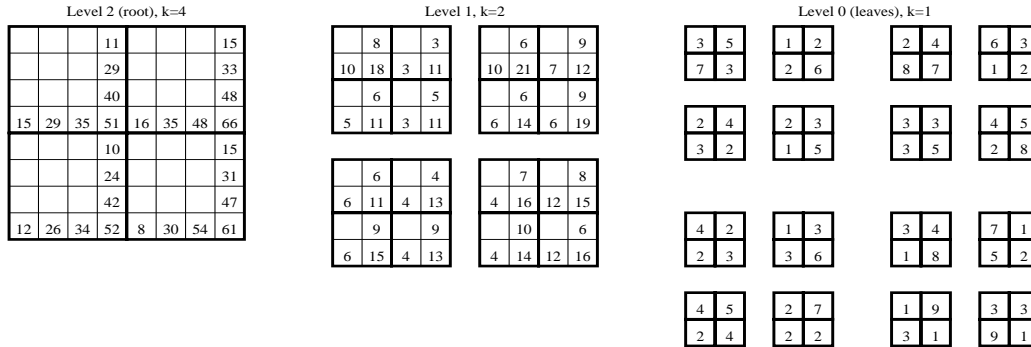 Level 2 (root), k=4
11 15
29 33
40 48
15 29 35 51 16 35 48 66
10 15
24 31
42 47
12 26 34 52 8 30 54 61
Level 1, k=2
8 3 6 9
10 18 3 11 10 21 7 12
6 5 6 9
5 11 3 11 6 14 6 19
6 4 7 8
6 11 4 13 4 16 12 15
9 9 10 6
6 15 4 13 4 14 12 16
Level 0 (leaves), k=1
3 5 1 2 2 4 6 3
7 3 2 6 8 7 1 2
2 4 2 3 3 3 4 5
3 2 1 5 3 5 2 8
4 2 1 3 3 4 7 1
2 3 3 6 1 8 5 2
4 5 2 7 1 9 3 3
2 4 2 2 3 1 9 1